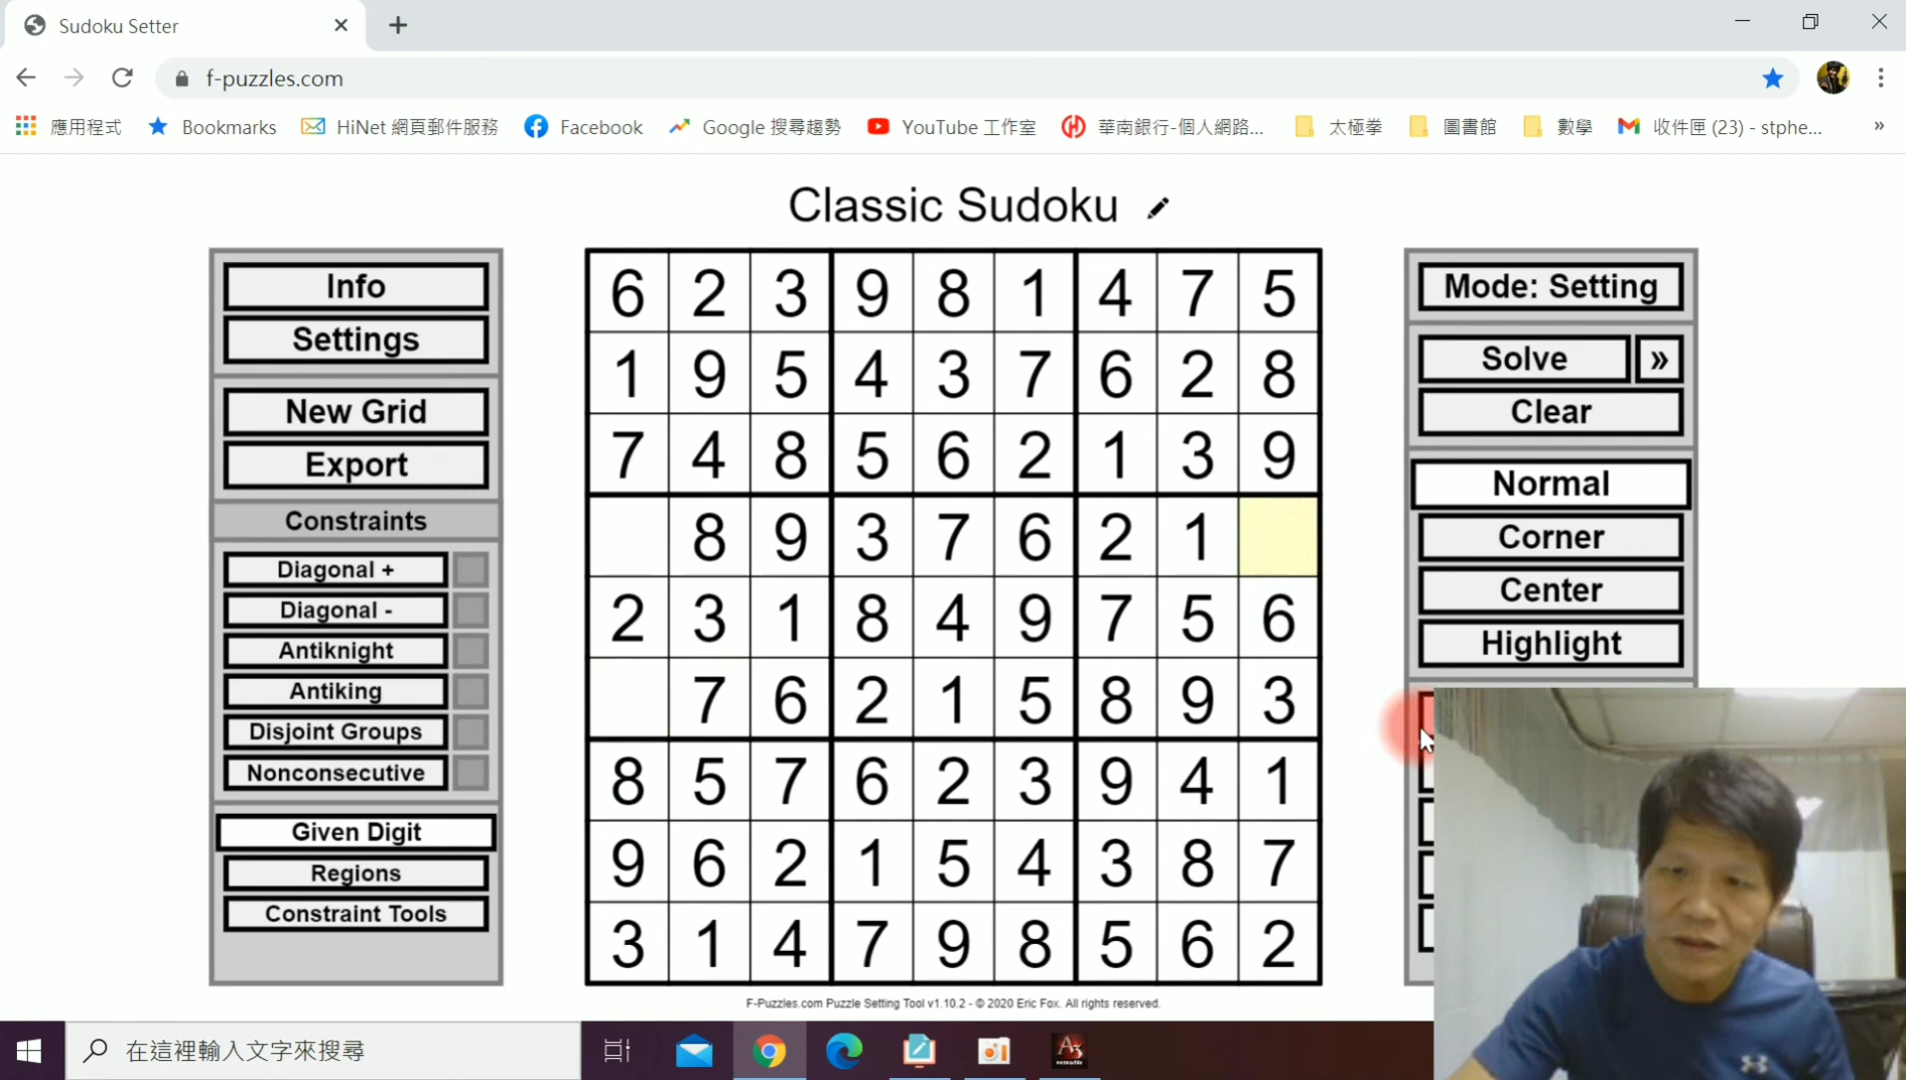 Sudoku Setter
f-puzzles.com
應用程式 Bookmarks HiNet 網頁郵件服務 Facebook Google 搜尋趨勢 YouTube 工作室 華南銀行-個人網路... 太極拳 圖書館 數學 收件匣 (23) - stphe... »
Classic Sudoku
Info
Settings
New Grid
Export
Constraints
Diagonal +
Diagonal -
Antiknight
Antiking
Disjoint Groups
Nonconsecutive
Given Digit
Regions
Constraint Tools
6 2 3 9 8 1 4 7 5
1 9 5 4 3 7 6 2 8
7 4 8 5 6 2 1 3 9
8 9 3 7 6 2 1
2 3 1 8 4 9 7 5 6
7 6 2 1 5 8 9 3
8 5 7 6 2 3 9 4 1
9 6 2 1 5 4 3 8 7
3 1 4 7 9 8 5 6 2
Mode: Setting
Solve »
Clear
Normal
Corner
Center
Highlight
F-Puzzles.com Puzzle Setting Tool v1.10.2 - © 2020 Eric Fox. All rights reserved.
在這裡輸入文字來搜尋